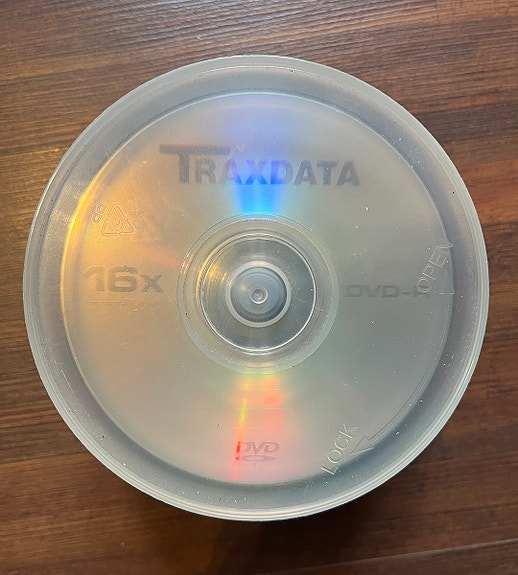 TRAXDATA
OPEN
16x
DVD-R
LOCK
DVD